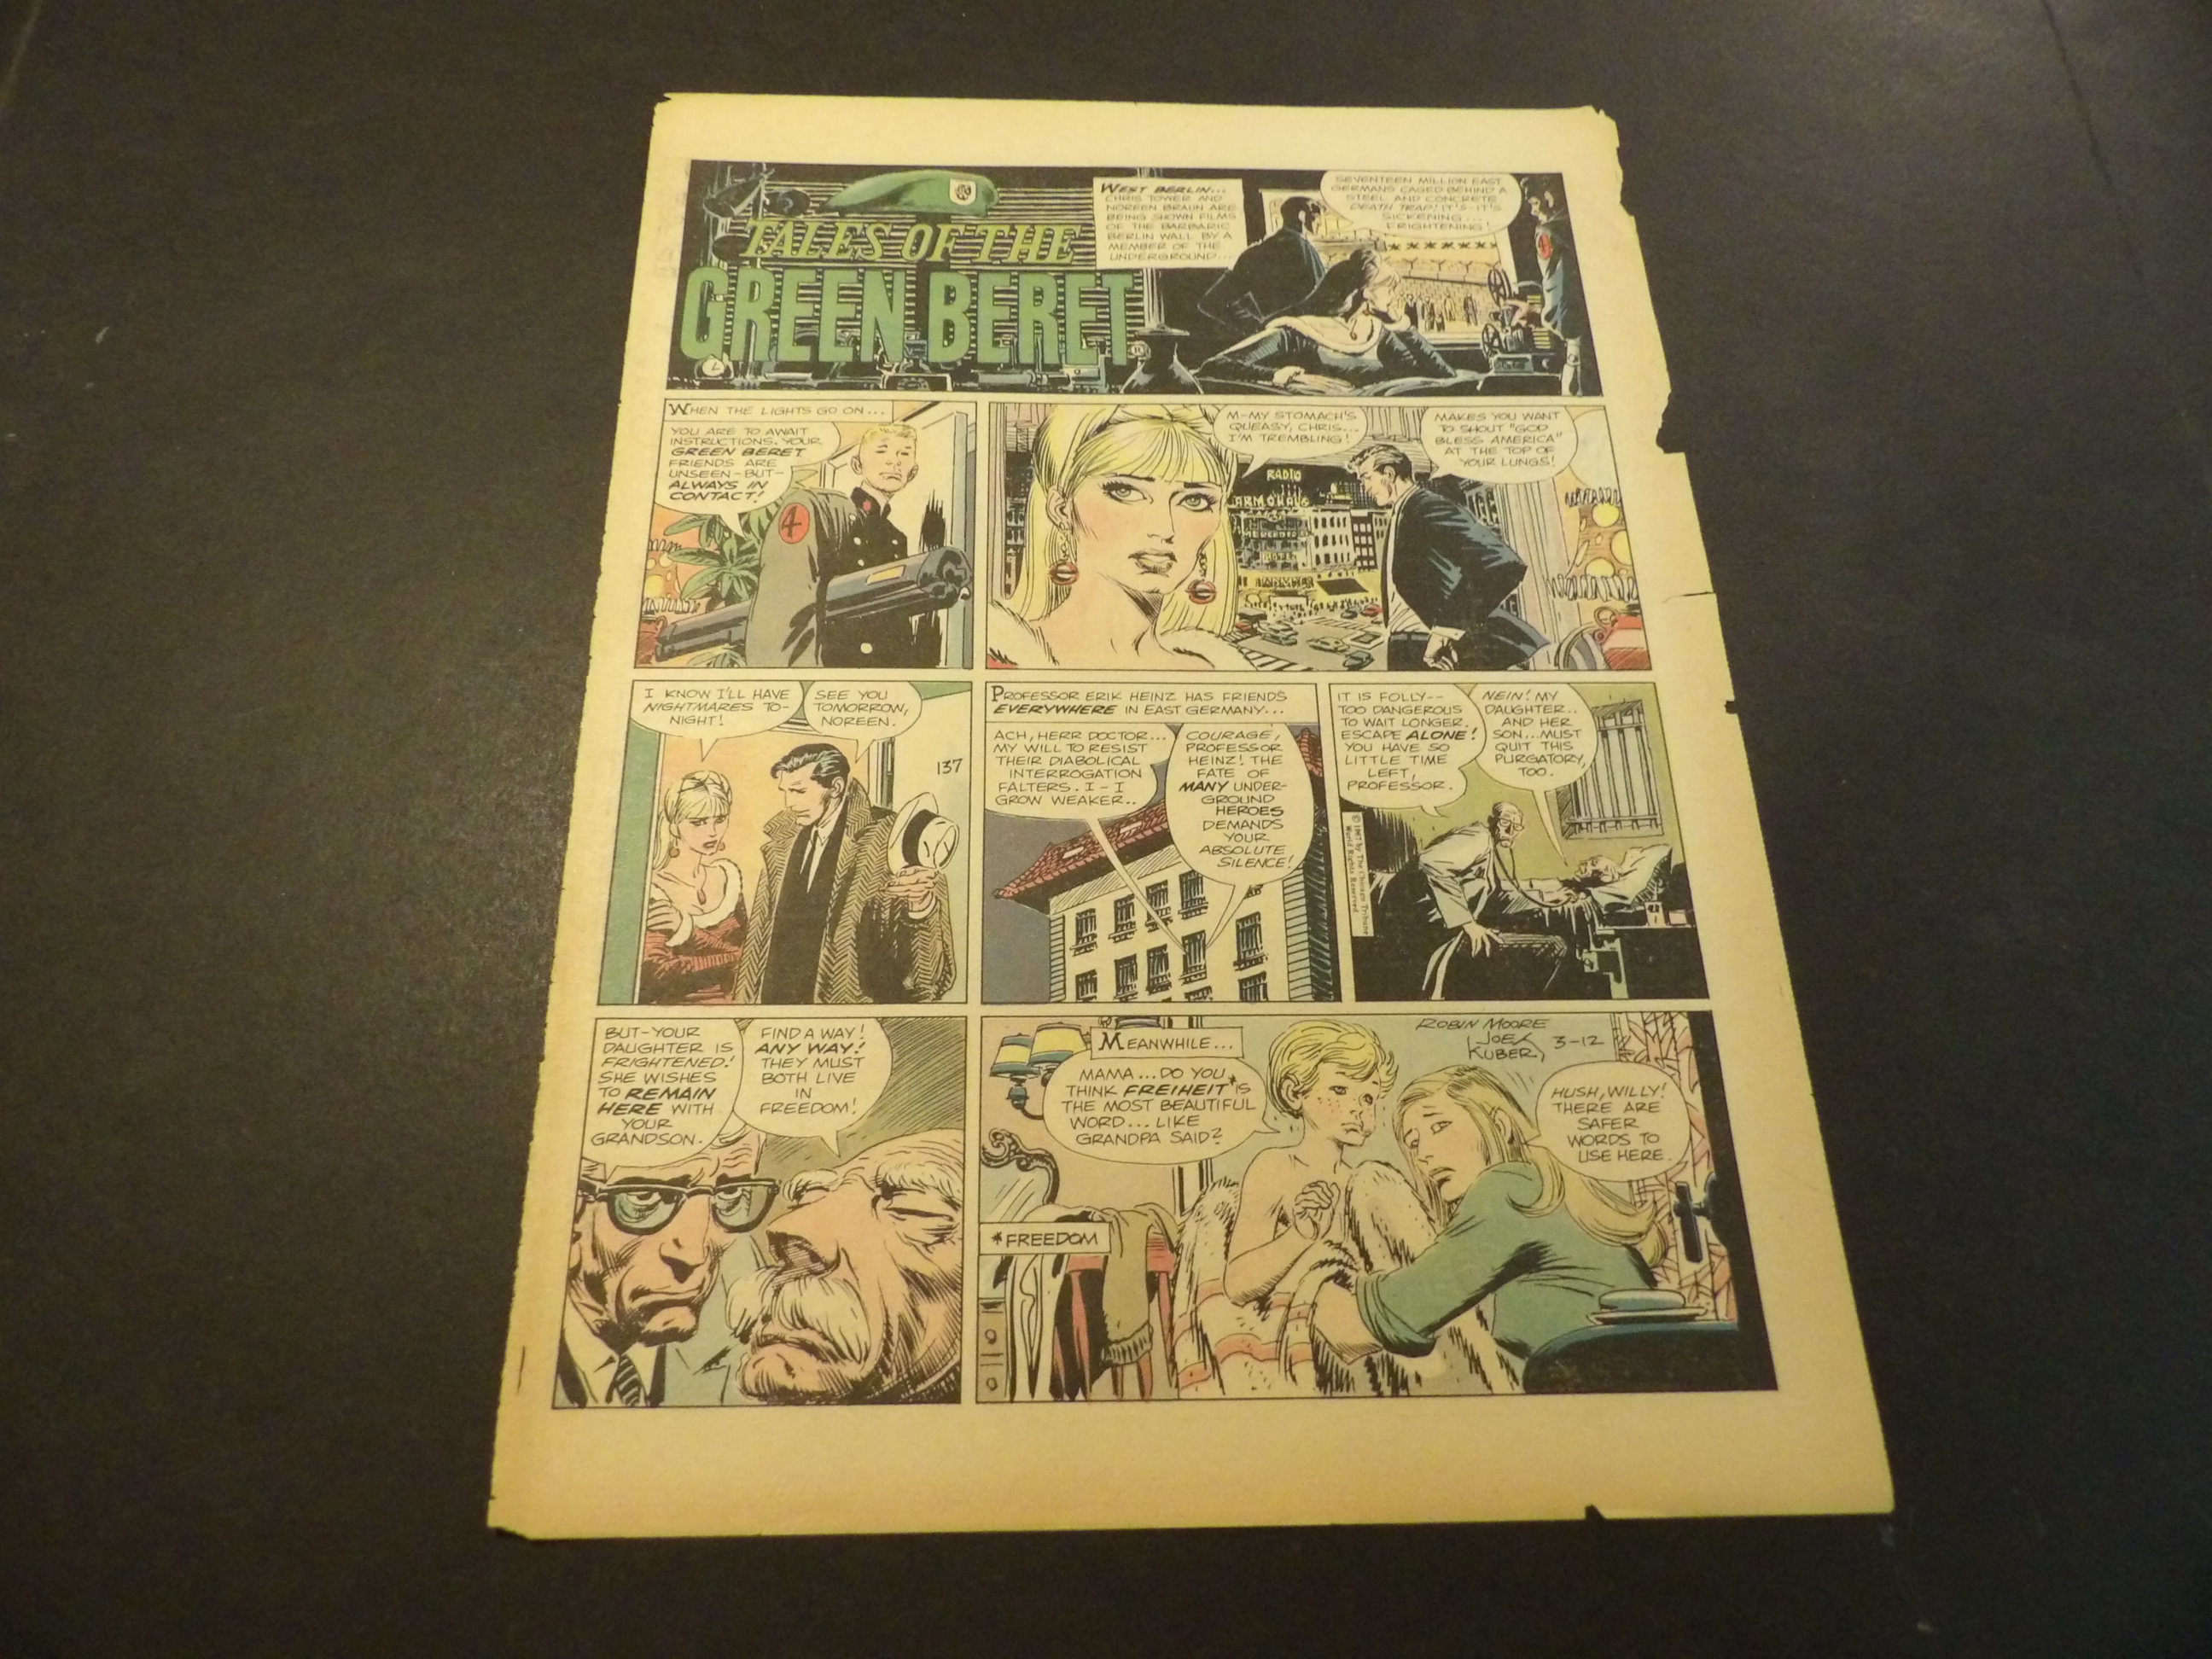 TALES OF THE
GREEN BERET
WEST BERLIN...
CHRIS TOWER AND
NOREEN BRAUN ARE
BEING SHOWN FILMS
OF THE BARBARIC
BERLIN WALL BY A
MEMBER OF THE
UNDERGROUND...
SEVENTEEN MILLION EAST
GERMANS CAGED BEHIND A
STEEL AND CONCRETE
DEATH TRAP! IT'S-IT'S
SICKENING...
FRIGHTENING!
4
WHEN THE LIGHTS GO ON...
YOU ARE TO AWAIT
INSTRUCTIONS. YOUR
GREEN BERET
FRIENDS ARE
UNSEEN-BUT-
ALWAYS IN
CONTACT!
4
M-MY STOMACH'S
QUEASY, CHRIS...
I'M TREMBLING!
MAKES YOU WANT
TO SHOUT "GOD
BLESS AMERICA"
AT THE TOP OF
YOUR LUNGS!
RADIO
HOTEL
I KNOW I'LL HAVE
NIGHTMARES TO-
NIGHT!
SEE YOU
TOMORROW,
NOREEN.
137
PROFESSOR ERIK HEINZ HAS FRIENDS
EVERYWHERE IN EAST GERMANY...
ACH, HERR DOCTOR...
MY WILL TO RESIST
THEIR DIABOLICAL
INTERROGATION
FALTERS. I-I
GROW WEAKER..
COURAGE,
PROFESSOR
HEINZ! THE
FATE OF
MANY UNDER-
GROUND
HEROES
DEMANDS
YOUR
ABSOLUTE
SILENCE!
IT IS FOLLY--
TOO DANGEROUS
TO WAIT LONGER.
ESCAPE ALONE!
YOU HAVE SO
LITTLE TIME
LEFT,
PROFESSOR.
NEIN! MY
DAUGHTER..
AND HER
SON...MUST
QUIT THIS
PURGATORY,
TOO.
© 1967 by The Chicago Tribune
World Rights Reserved
BUT-YOUR
DAUGHTER IS
FRIGHTENED!
SHE WISHES
TO REMAIN
HERE WITH
YOUR
GRANDSON.
FIND A WAY!
ANY WAY!
THEY MUST
BOTH LIVE
IN
FREEDOM!
MEANWHILE...
MAMA...DO YOU
THINK FREIHEIT* IS
THE MOST BEAUTIFUL
WORD...LIKE
GRANDPA SAID?
*FREEDOM
ROBIN MOORE
JOE
KUBERT 3-12
HUSH, WILLY!
THERE ARE
SAFER
WORDS TO
USE HERE.